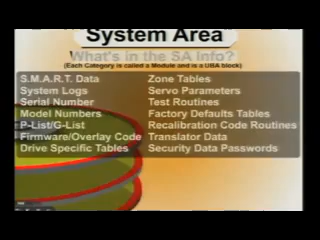 System Area
What's in the SA Info?
(Each Category is called a Module and is a UBA block)
S.M.A.R.T. Data
System Logs
Serial Number
Model Numbers
P-List/G-List
Firmware/Overlay Code
Drive Specific Tables
Zone Tables
Servo Parameters
Test Routines
Factory Defaults Tables
Recalibration Code Routines
Translator Data
Security Data Passwords